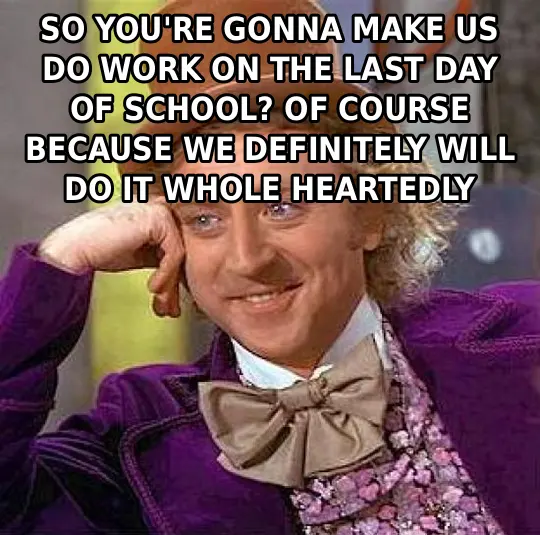 SO YOU'RE GONNA MAKE US
DO WORK ON THE LAST DAY
OF SCHOOL? OF COURSE
BECAUSE WE DEFINITELY WILL
DO IT WHOLE HEARTEDLY